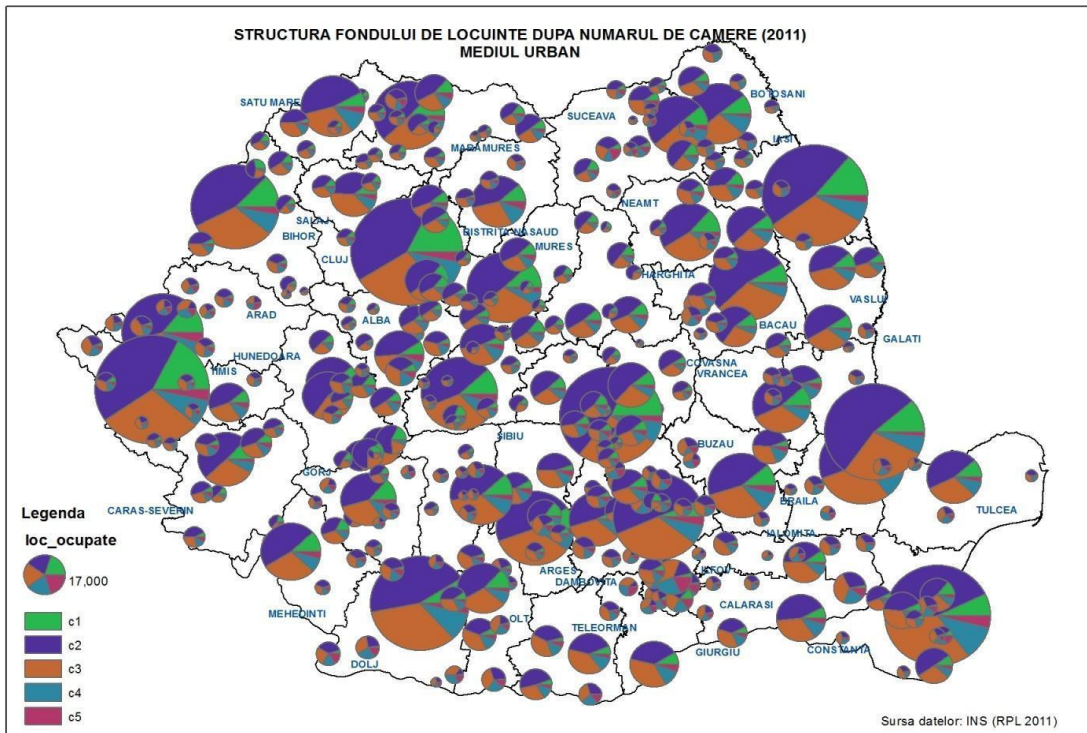 STRUCTURA FONDULUI DE LOCUINTE DUPA NUMARUL DE CAMERE (2011)
MEDIUL URBAN
SATU MARE
BOTOSANI
SUCEAVA
MARAMURES
IASI
NEAMT
SALAJ
BISTRITA NASAUD
BIHOR
CLUJ
MURES
HARGHITA
VASLUI
ARAD
ALBA
BACAU
GALATI
HUNEDOARA
COVASNA
VRANCEA
TIMIS
SIBIU
BUZAU
GORJ
BRAILA
TULCEA
CARAS-SEVERIN
IALOMITA
ARGES
DAMBOVITA
ILFOV
MEHEDINTI
CALARASI
OLT
TELEORMAN
GIURGIU
CONSTANTA
DOLJ
Legenda
loc_ocupate
17,000
c1
c2
c3
c4
c5
Sursa datelor: INS (RPL 2011)